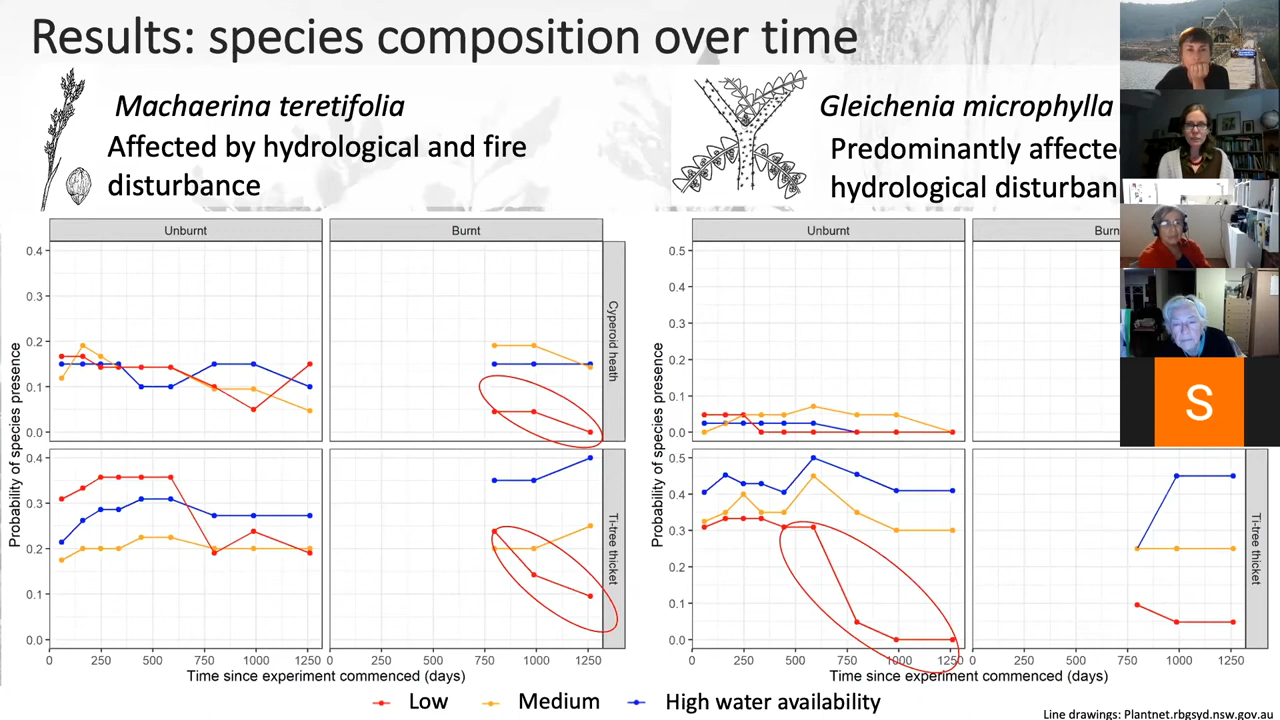 Results: species composition over time
Machaerina teretifolia
Affected by hydrological and fire
disturbance
Gleichenia microphylla
Predominantly affecte
hydrological disturban
Unburnt
Burnt
Probability of species presence
0.4
0.3
0.2
0.1
0.0
Cyperoid heath
0.4
0.3
0.2
0.1
0.0
Ti-tree thicket
0 250 500 750 1000 1250
0 250 500 750 1000 1250
Time since experiment commenced (days)
Unburnt
Burn
Probability of species presence
0.5
0.4
0.3
0.2
0.1
0.0
0.5
0.4
0.3
0.2
0.1
0.0
Ti-tree thicket
0 250 500 750 1000 1250
0 250 500 750 1000 1250
Time since experiment commenced (days)
S
Low Medium High water availability
Line drawings: Plantnet.rbgsyd.nsw.gov.au